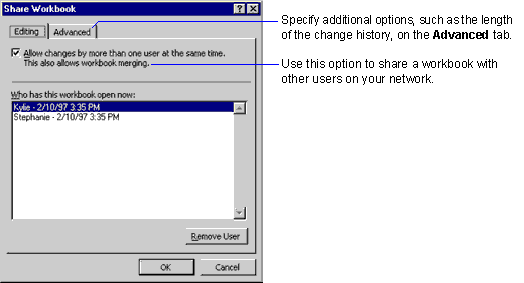 Share Workbook
Editing
Advanced
Allow changes by more than one user at the same time.
This also allows workbook merging.
Who has this workbook open now:
Kylie - 2/10/97 3:35 PM
Stephanie - 2/10/97 3:35 PM
Remove User
OK
Cancel
Specify additional options, such as the length
of the change history, on the Advanced tab.
Use this option to share a workbook with
other users on your network.